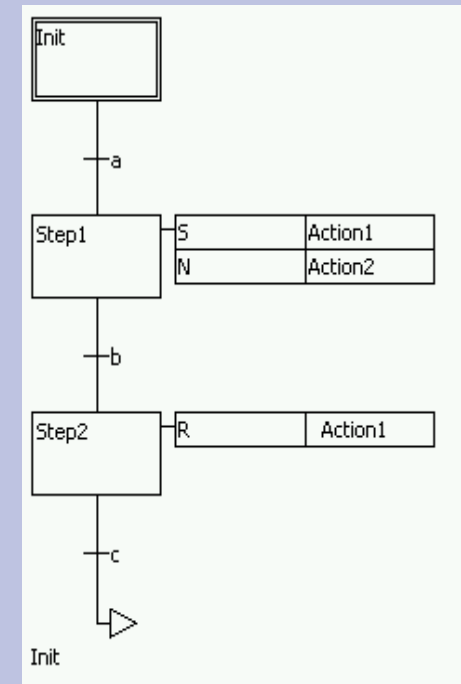 Init
a
Step1
S Action1
N Action2
b
Step2
R Action1
c
Init